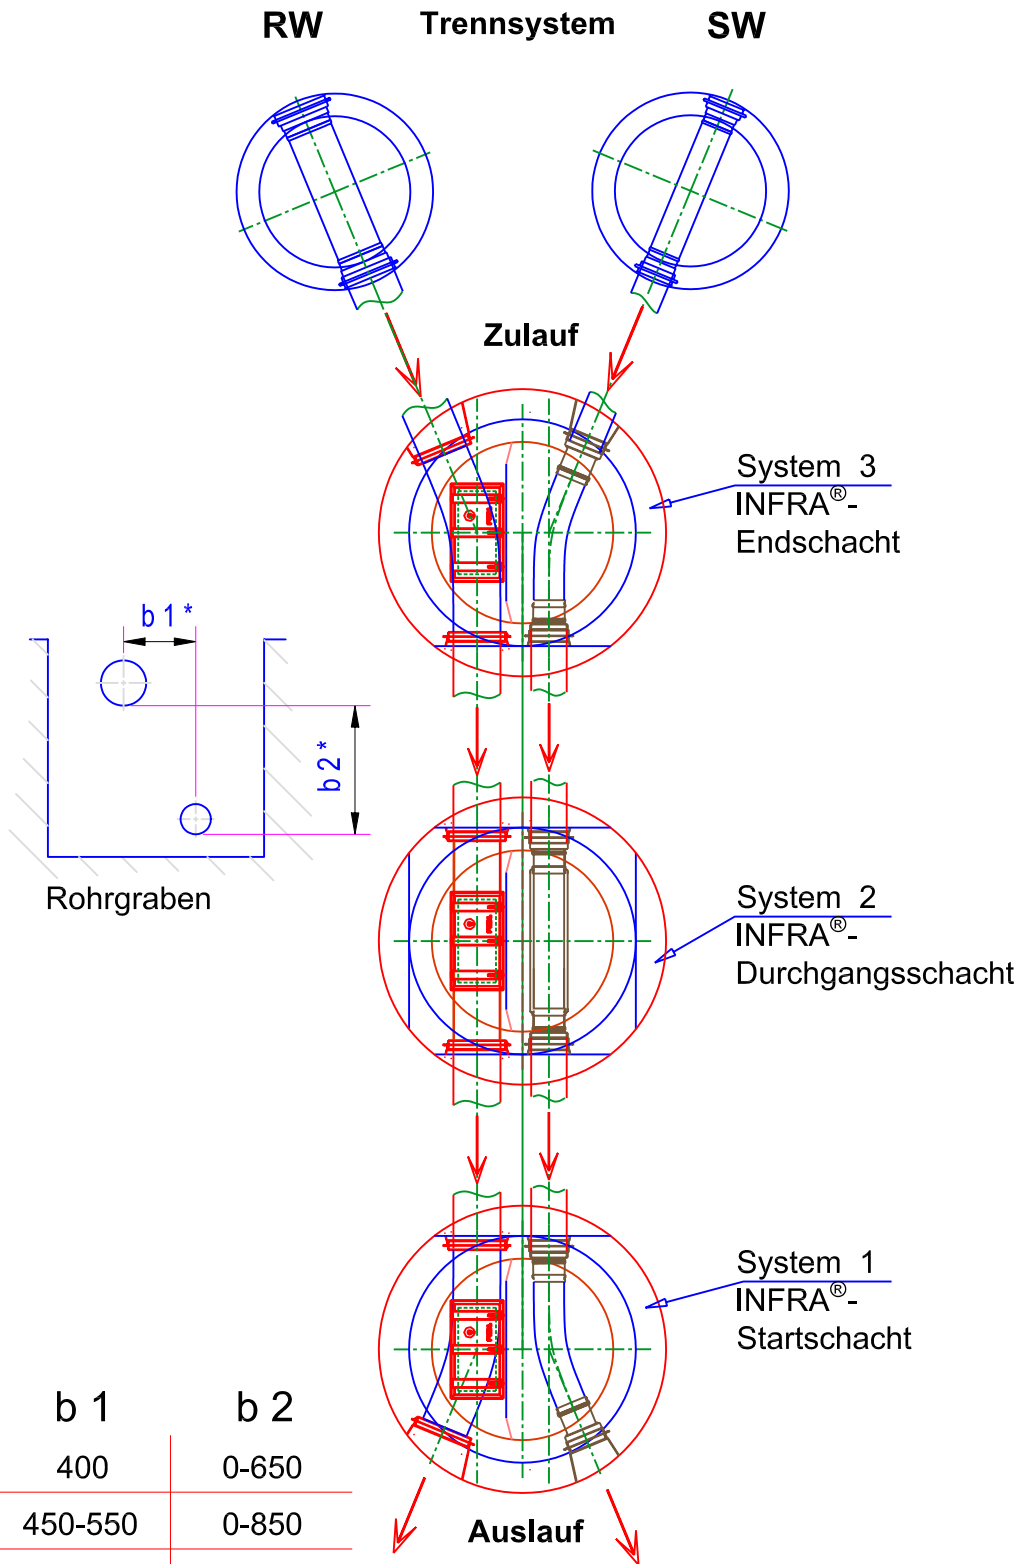 RW Trennsystem SW
Zulauf
System 3
INFRA®-
Endschacht
b 1 *
b 2 *
Rohrgraben
System 2
INFRA®-
Durchgangsschacht
System 1
INFRA®-
Startschacht
b 1 b 2
400 0-650
450-550 0-850
Auslauf